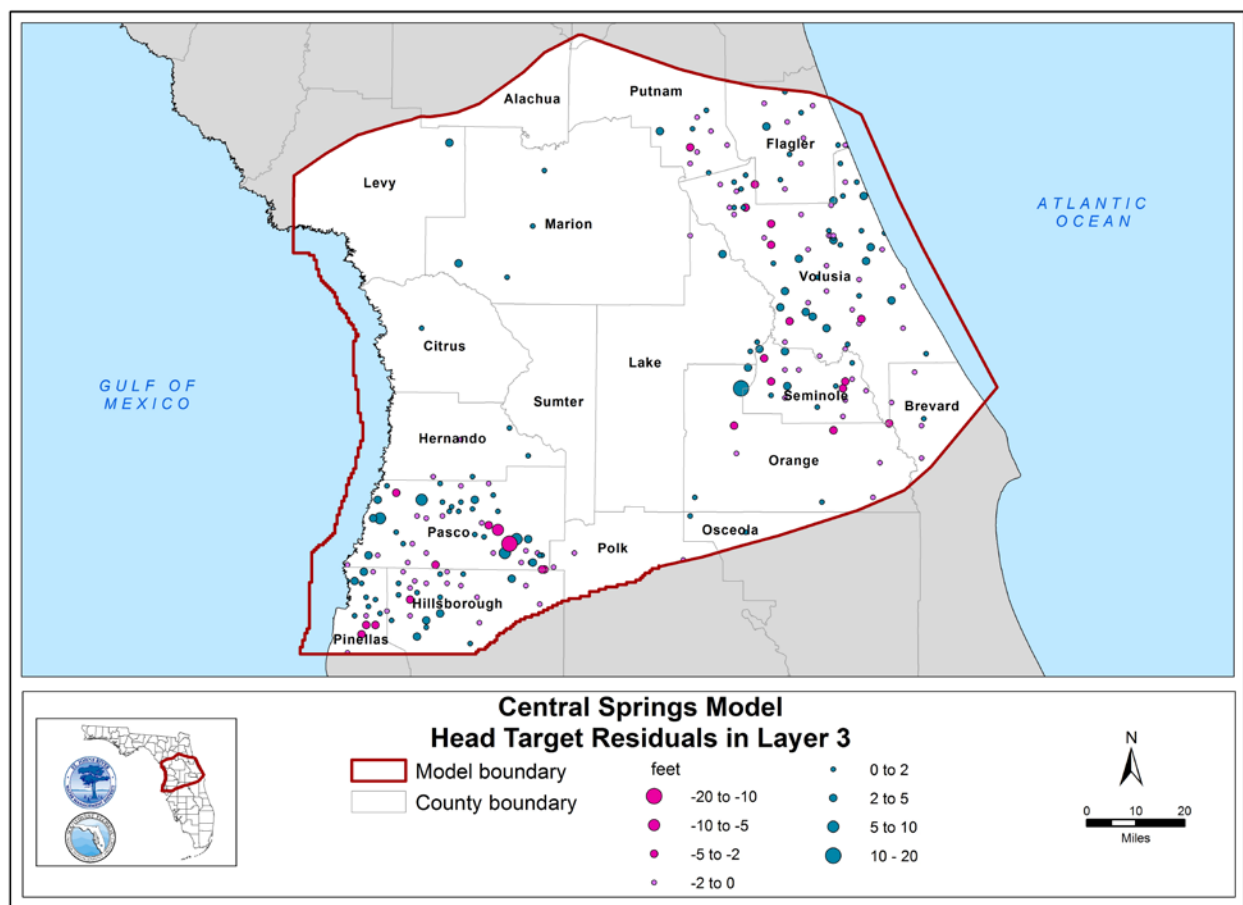 Alachua
Putnam
Flagler
Levy
Marion
ATLANTIC
OCEAN
Volusia
Citrus
Lake
GULF OF
MEXICO
Sumter
Seminole
Brevard
Hernando
Orange
Pasco
Osceola
Polk
Hillsborough
Pinellas
Central Springs Model
Head Target Residuals in Layer 3
Model boundary
County boundary
feet
-20 to -10
-10 to -5
-5 to -2
-2 to 0
0 to 2
2 to 5
5 to 10
10 - 20
N
0 10 20
Miles